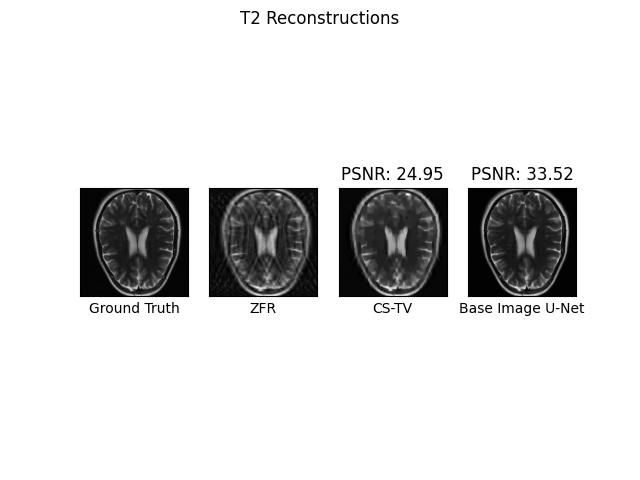 T2 Reconstructions
PSNR: 24.95
PSNR: 33.52
Ground Truth
ZFR
CS-TV
Base Image U-Net